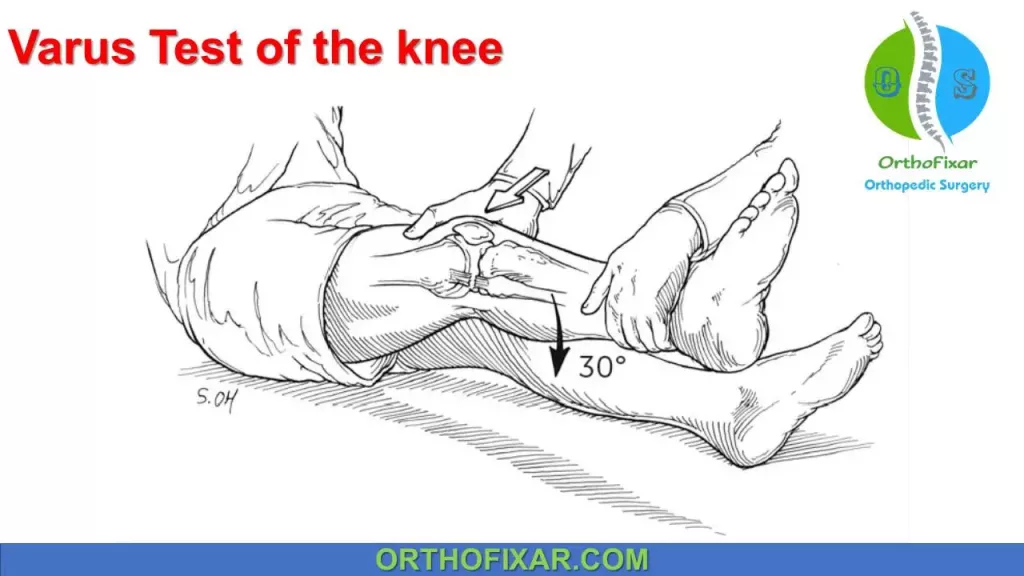 Varus Test of the knee
O S
OrthoFixar
Orthopedic Surgery
30°
S.OH
ORTHOFIXAR.COM